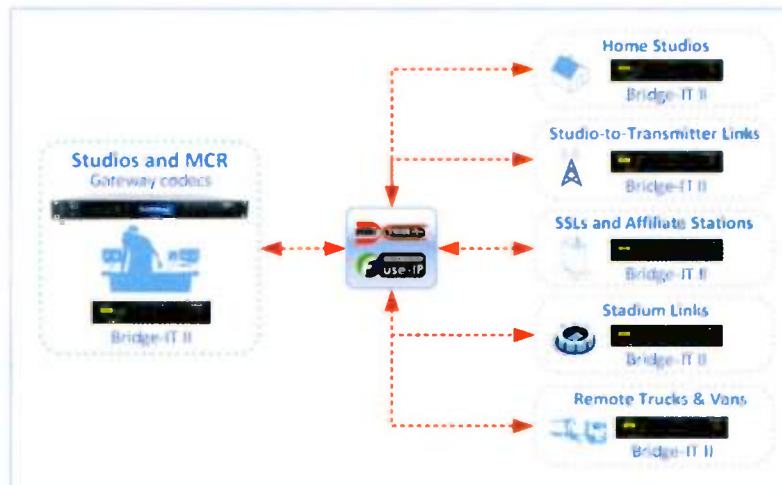 Studios and MCR
Gateway codecs
Bridge-IT II
use-IP
Home Studios
Bridge-IT II
Studio-to-Transmitter Links
Bridge-IT II
SSLs and Affiliate Stations
Bridge-IT II
Stadium Links
Bridge-IT II
Remote Trucks & Vans
Bridge-IT II